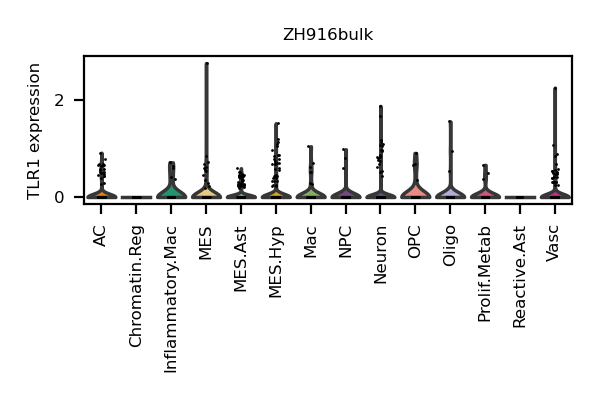 ZH916bulk
TLR1 expression
2
0
AC
Chromatin.Reg
Inflammatory.Mac
MES
MES.Ast
MES.Hyp
Mac
NPC
Neuron
OPC
Oligo
Prolif.Metab
Reactive.Ast
Vasc